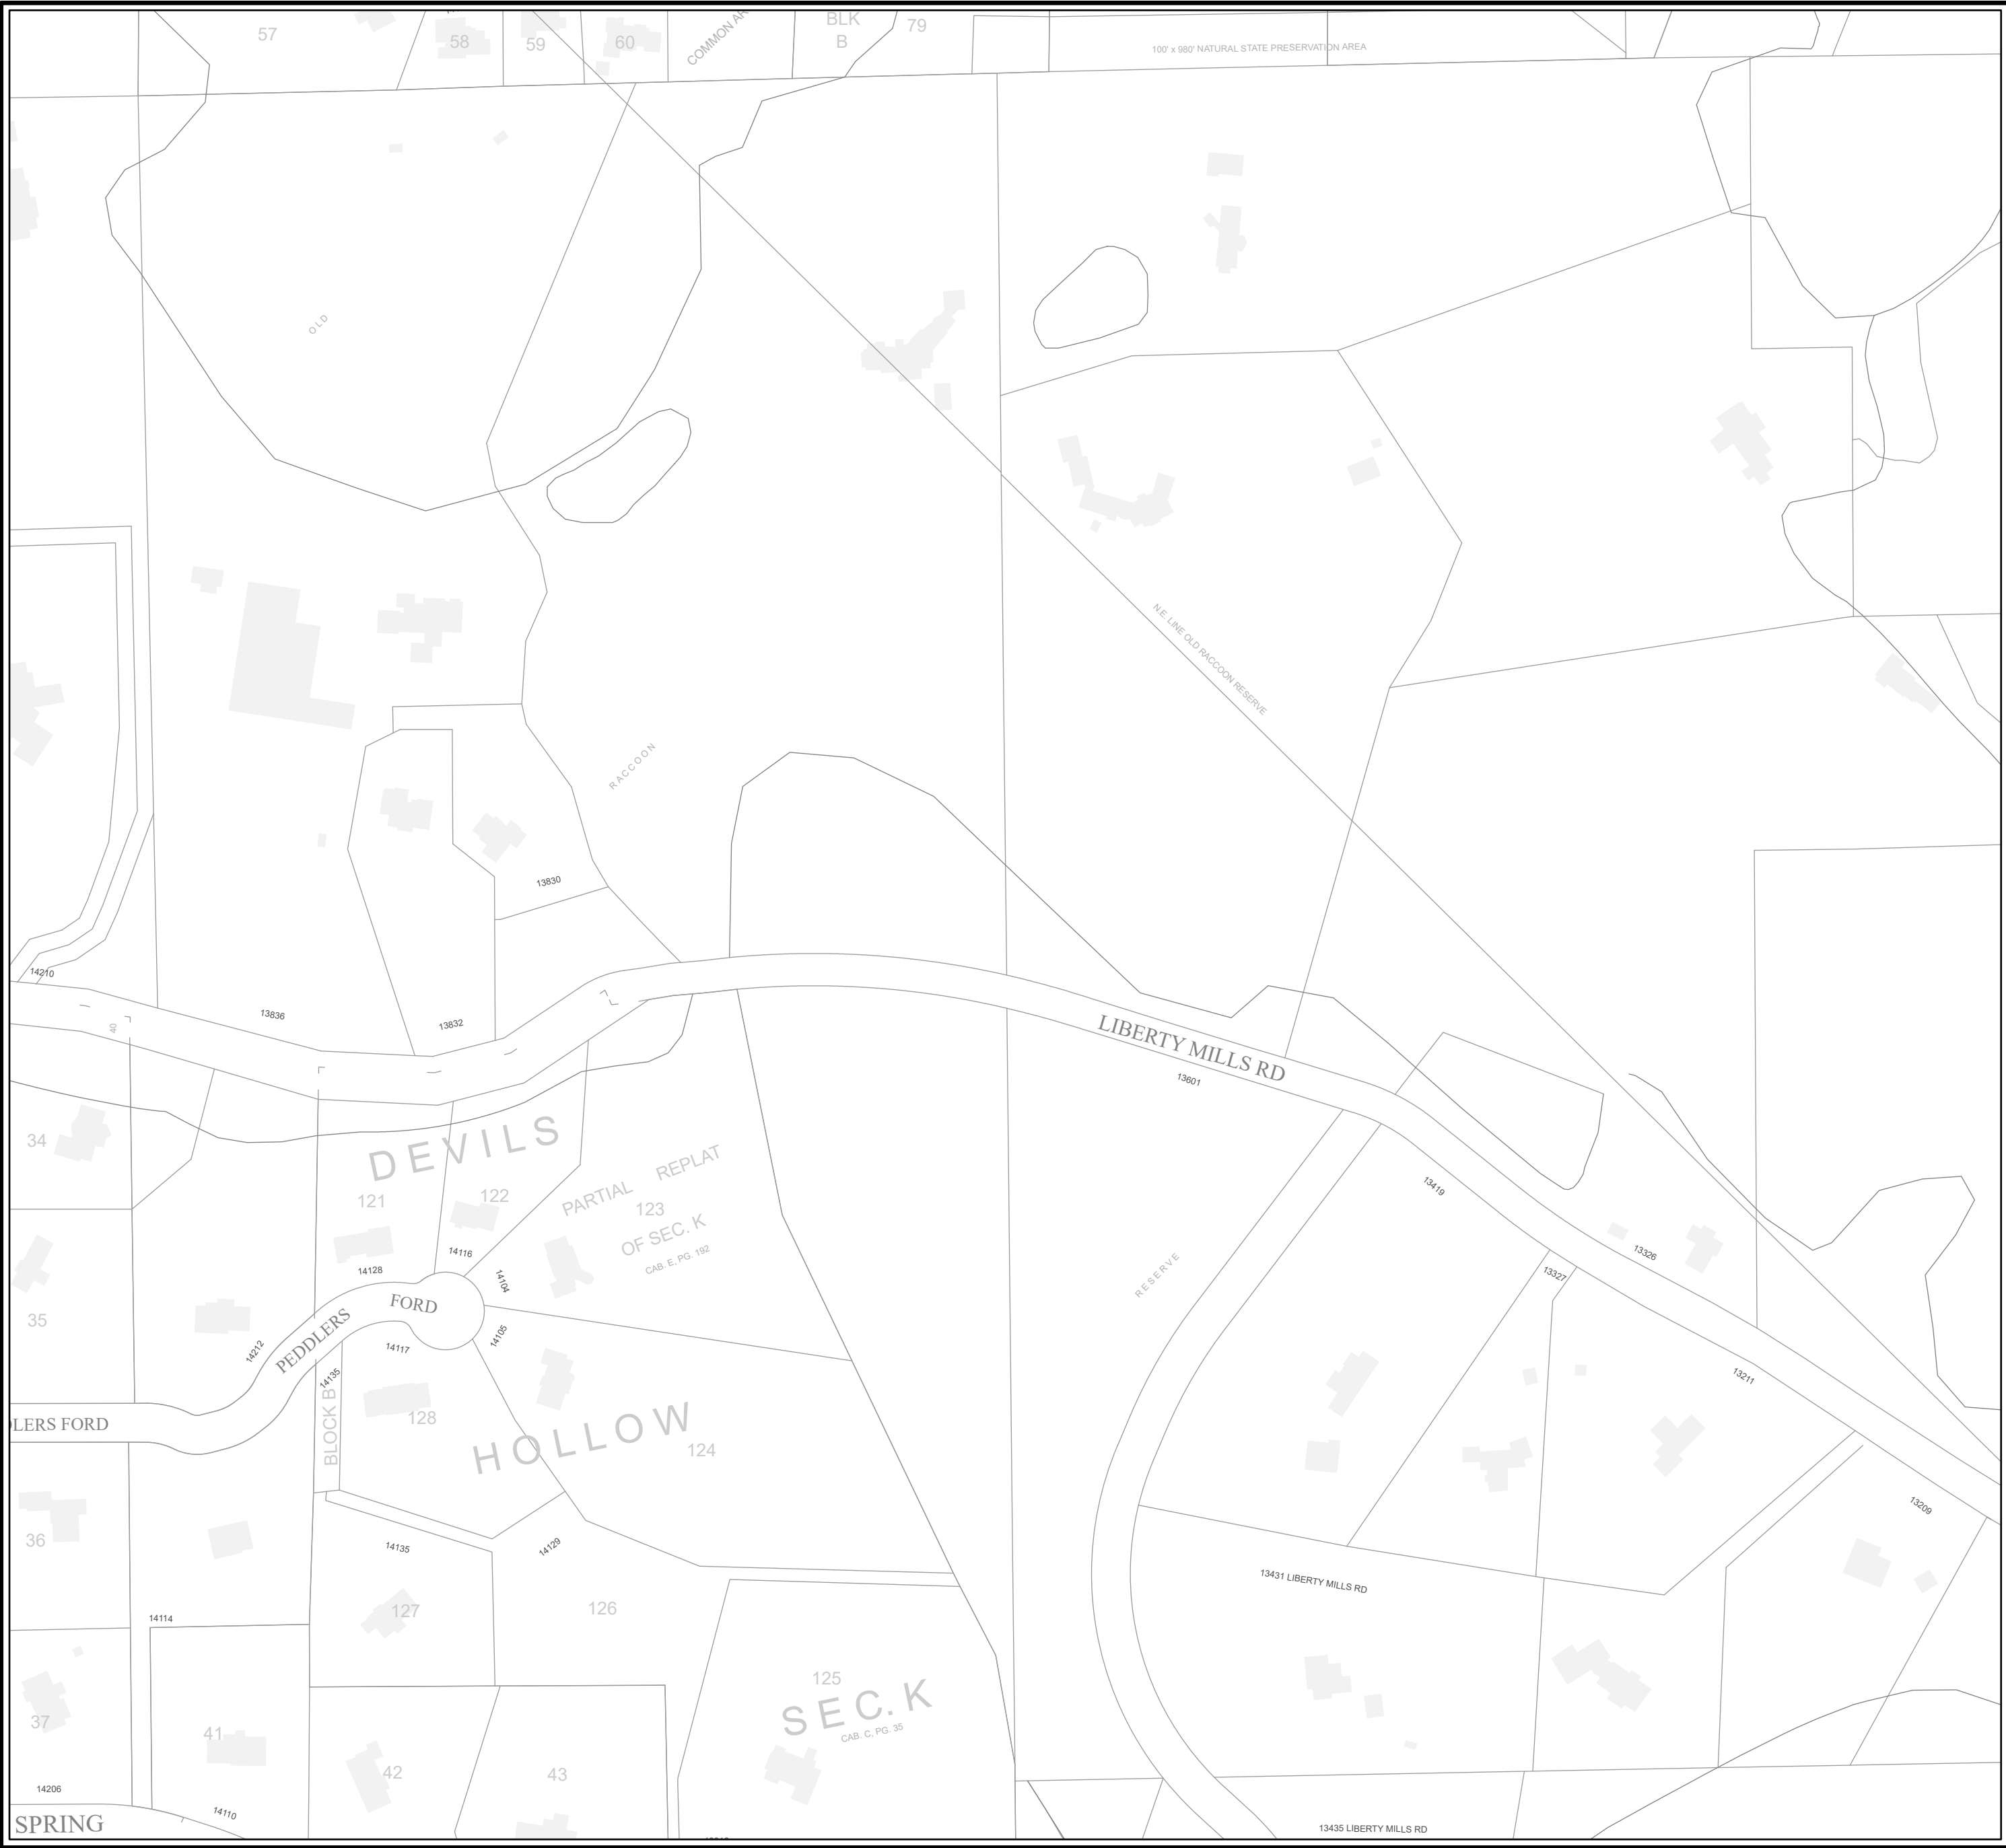 57
58
59
60
COMMON AR
BLK
B
79
100' x 980' NATURAL STATE PRESERVATION AREA
OLD
N.E. LINE OLD RACCOON RESERVE
RACCOON
13830
14210
13836
13832
40
7
LIBERTY MILLS RD
13601
34
DEVILS
121
122
PARTIAL REPLAT
123
OF SEC. K
CAB. E, PG. 192
13419
14116
14128
14104
RESERVE
13326
13327
FORD
PEDDLERS
35
14212
14117
14105
14135
13211
BLOCK B
128
HOLLOW
124
DLERS FORD
13209
36
14135
14129
13431 LIBERTY MILLS RD
127
126
14114
125
SEC. K
CAB. C, PG. 35
37
41
42
43
14206
14110
SPRING
13435 LIBERTY MILLS RD